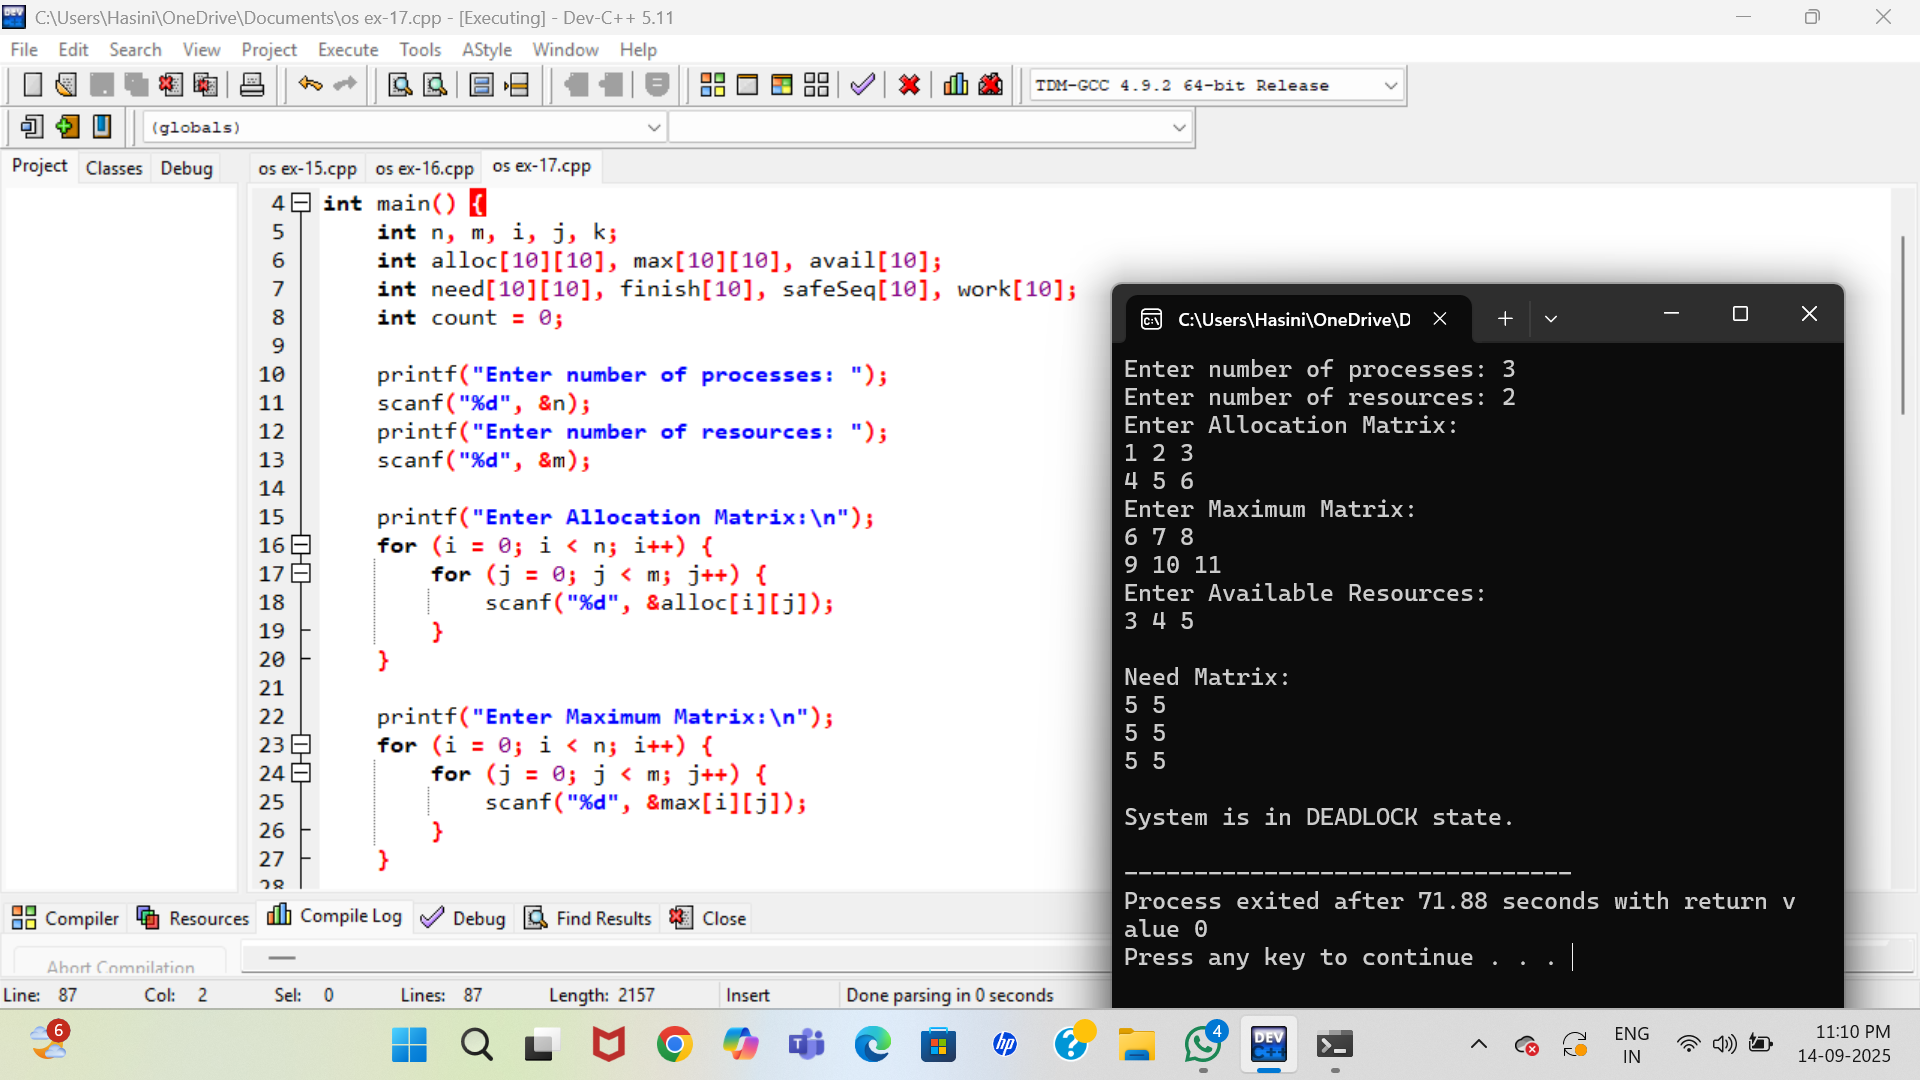 C:\Users\Hasini\OneDrive\Documents\os ex-17.cpp - [Executing] - Dev-C++ 5.11
File Edit Search View Project Execute Tools AStyle Window Help
TDM-GCC 4.9.2 64-bit Release
(globals)
Project Classes Debug
os ex-15.cpp os ex-16.cpp os ex-17.cpp
4 int main() {
5 int n, m, i, j, k;
6 int alloc[10][10], max[10][10], avail[10];
7 int need[10][10], finish[10], safeSeq[10], work[10];
8 int count = 0;
9
10 printf("Enter number of processes: ");
11 scanf("%d", &n);
12 printf("Enter number of resources: ");
13 scanf("%d", &m);
14
15 printf("Enter Allocation Matrix:\n");
16 for (i = 0; i < n; i++) {
17 for (j = 0; j < m; j++) {
18 scanf("%d", &alloc[i][j]);
19 }
20 }
21
22 printf("Enter Maximum Matrix:\n");
23 for (i = 0; i < n; i++) {
24 for (j = 0; j < m; j++) {
25 scanf("%d", &max[i][j]);
26 }
27 }
28
C:\Users\Hasini\OneDrive\D
Enter number of processes: 3
Enter number of resources: 2
Enter Allocation Matrix:
1 2 3
4 5 6
Enter Maximum Matrix:
6 7 8
9 10 11
Enter Available Resources:
3 4 5
Need Matrix:
5 5
5 5
5 5
System is in DEADLOCK state.
--------------------------------
Process exited after 71.88 seconds with return v
alue 0
Press any key to continue . . .
Compiler Resources Compile Log Debug Find Results Close
Abort Compilation
Line: 87 Col: 2 Sel: 0 Lines: 87 Length: 2157 Insert Done parsing in 0 seconds
6
hp
4
DEV
C++
ENG
IN
11:10 PM
14-09-2025